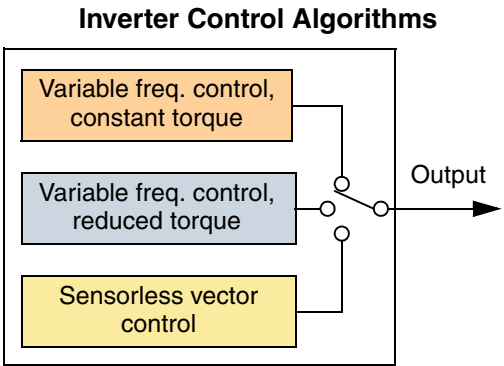 Inverter Control Algorithms
Variable freq. control,
constant torque
Variable freq. control,
reduced torque
Output
Sensorless vector
control